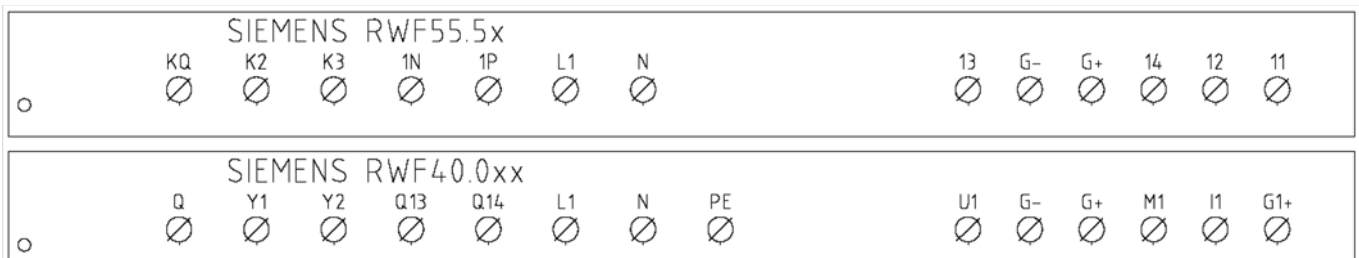 SIEMENS RWF55.5x
KQ K2 K3 1N 1P L1 N 13 G- G+ 14 12 11
SIEMENS RWF40.0xx
Q Y1 Y2 Q13 Q14 L1 N PE U1 G- G+ M1 I1 G1+